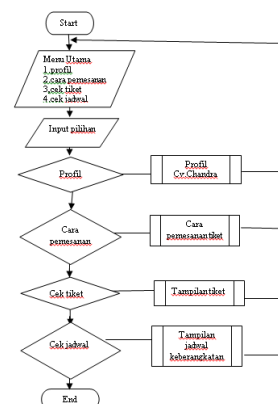 Start
Menu Utama
1.profil
2.cara pemesanan
3.cek tiket
4.cek jadwal
Input pilihan
Profil
Profil
Cv.Chandra
Cara
pemesanan
Cara
pemesanan tiket
Cek tiket
Tampilan tiket
Cek jadwal
Tampilan
jadwal
keberangkatan
End